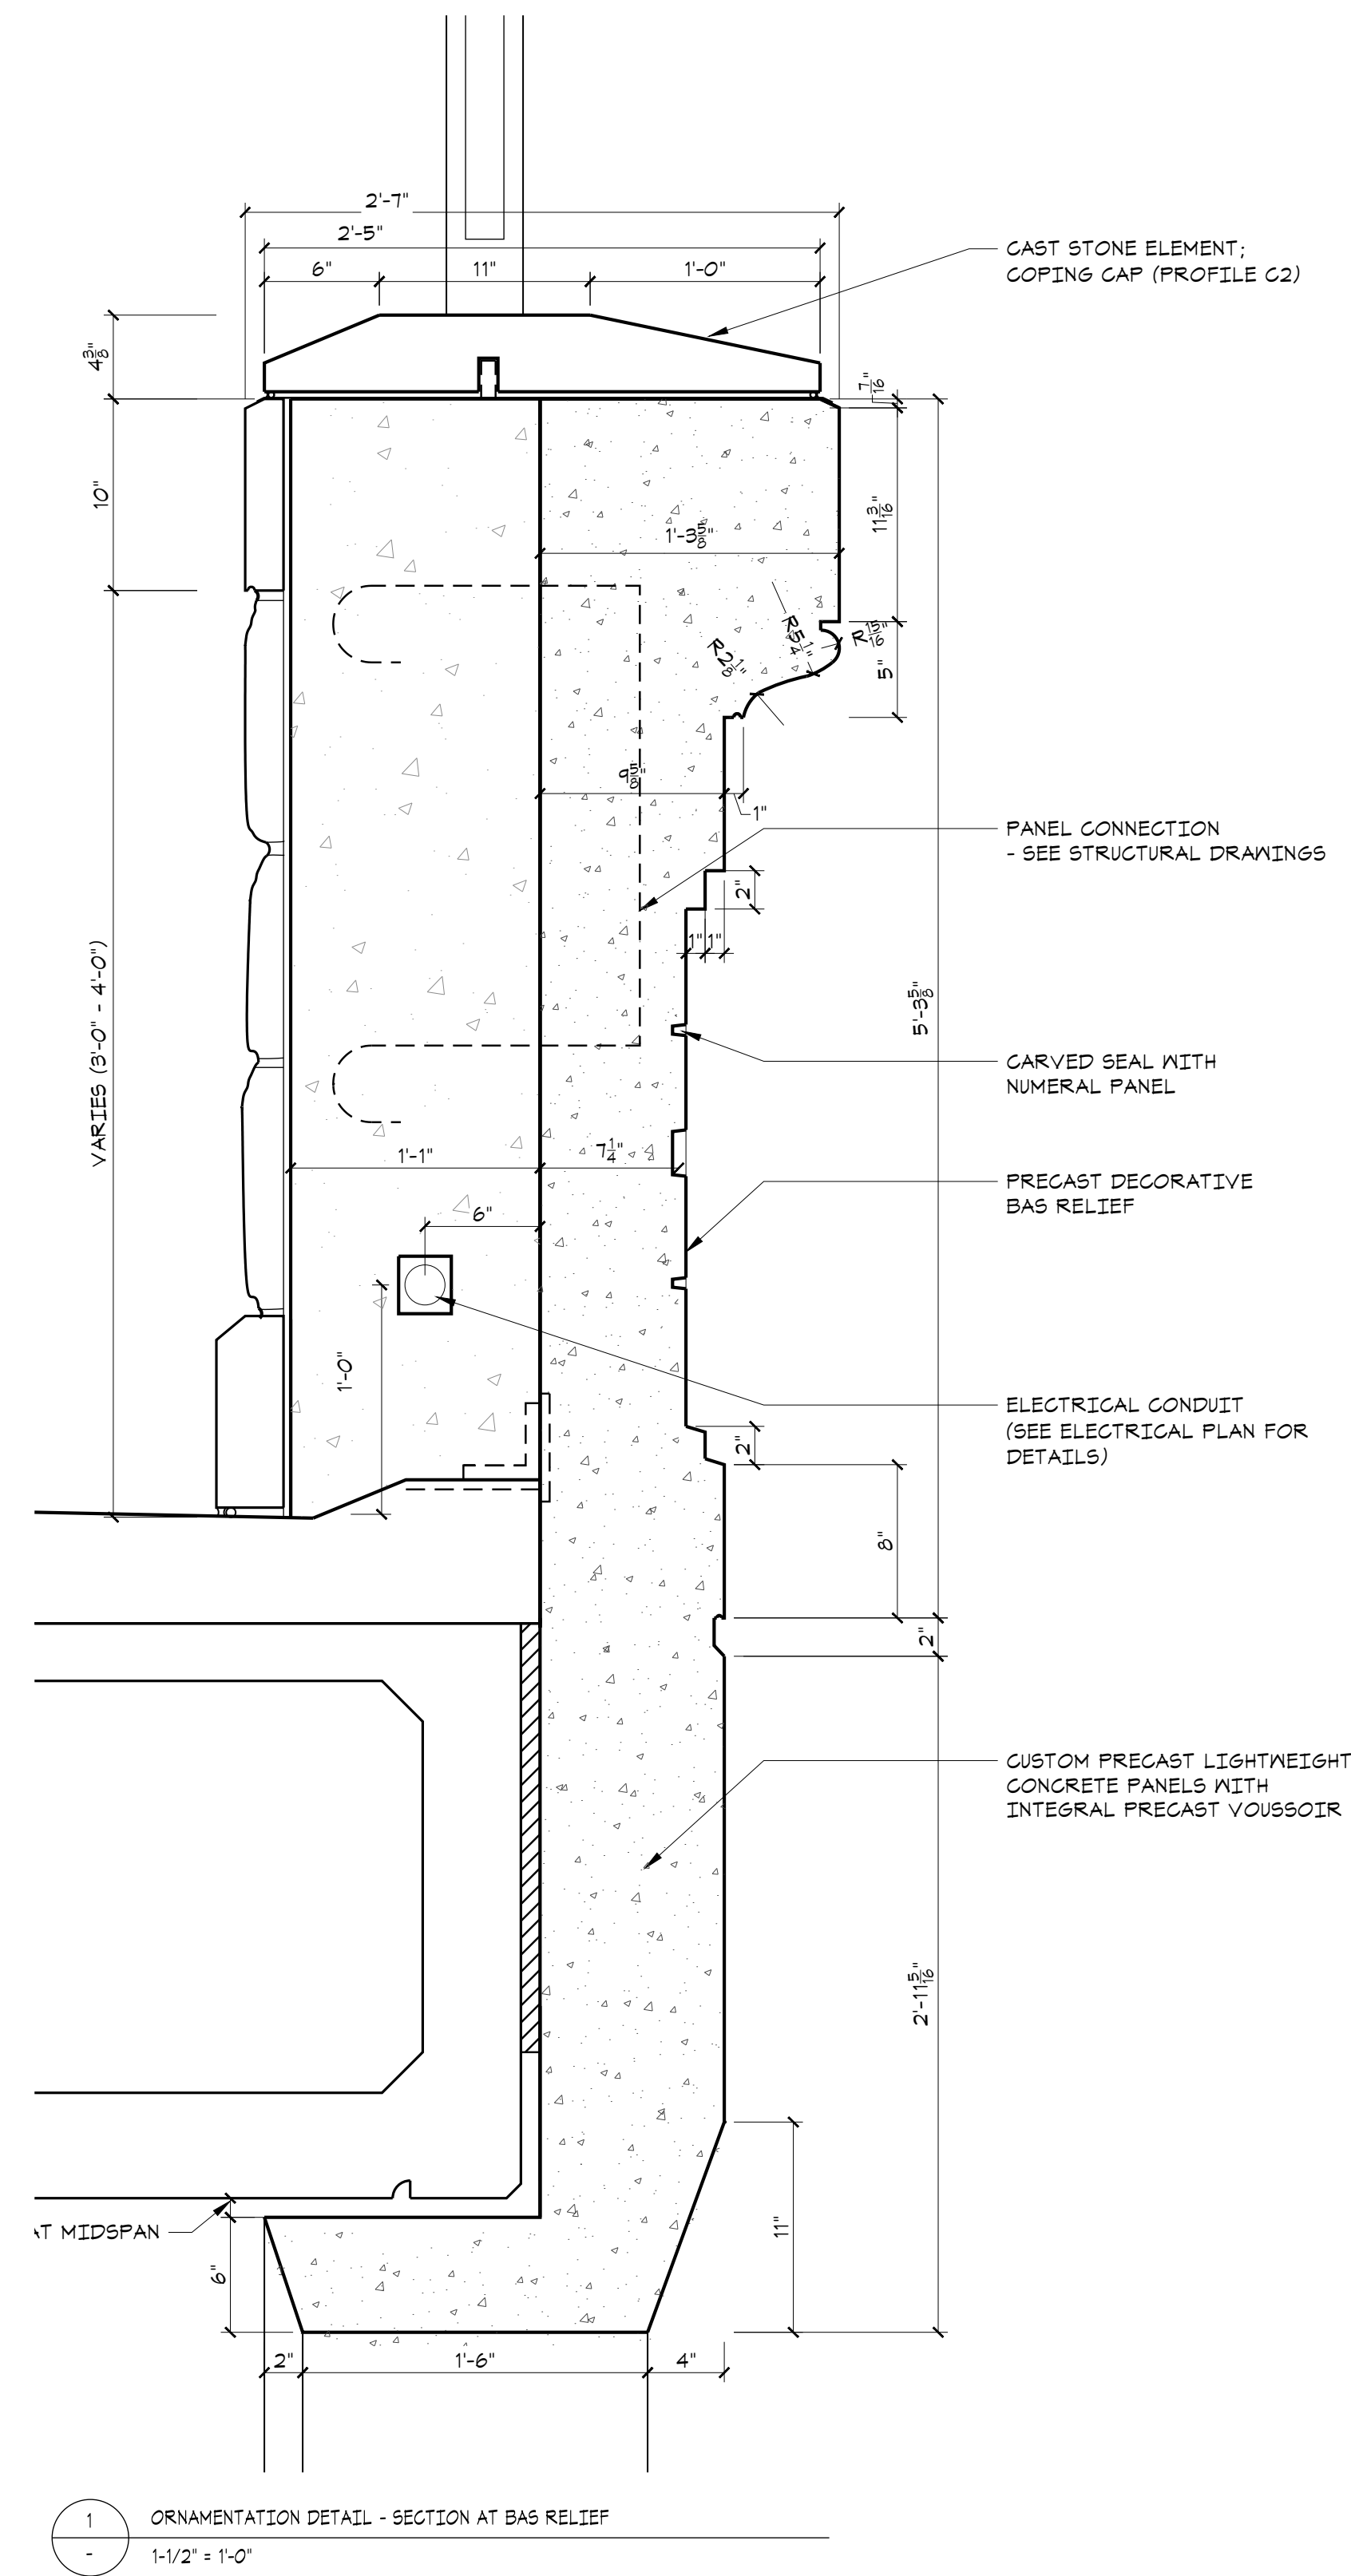 2'-7"
2'-5"
6" 11" 1'-0"
CAST STONE ELEMENT;
COPING CAP (PROFILE C2)
4 3/8"
7/16"
10"
11 3/16"
1'-3 5/8"
R 15/16"
R5 1/4"
R2 1/8"
5"
9 5/8"
1"
PANEL CONNECTION
- SEE STRUCTURAL DRAWINGS
2"
1" 1"
5'-3 5/8"
VARIES (3'-0" - 4'-0")
CARVED SEAL WITH
NUMERAL PANEL
1'-1" 7 1/4"
PRECAST DECORATIVE
BAS RELIEF
6"
1'-0"
ELECTRICAL CONDUIT
(SEE ELECTRICAL PLAN FOR
DETAILS)
2"
8"
2"
CUSTOM PRECAST LIGHTWEIGHT
CONCRETE PANELS WITH
INTEGRAL PRECAST VOUSSOIR
2'-11 5/16"
11"
AT MIDSPAN
6"
2" 1'-6" 4"
1 ORNAMENTATION DETAIL - SECTION AT BAS RELIEF
- 1-1/2" = 1'-0"